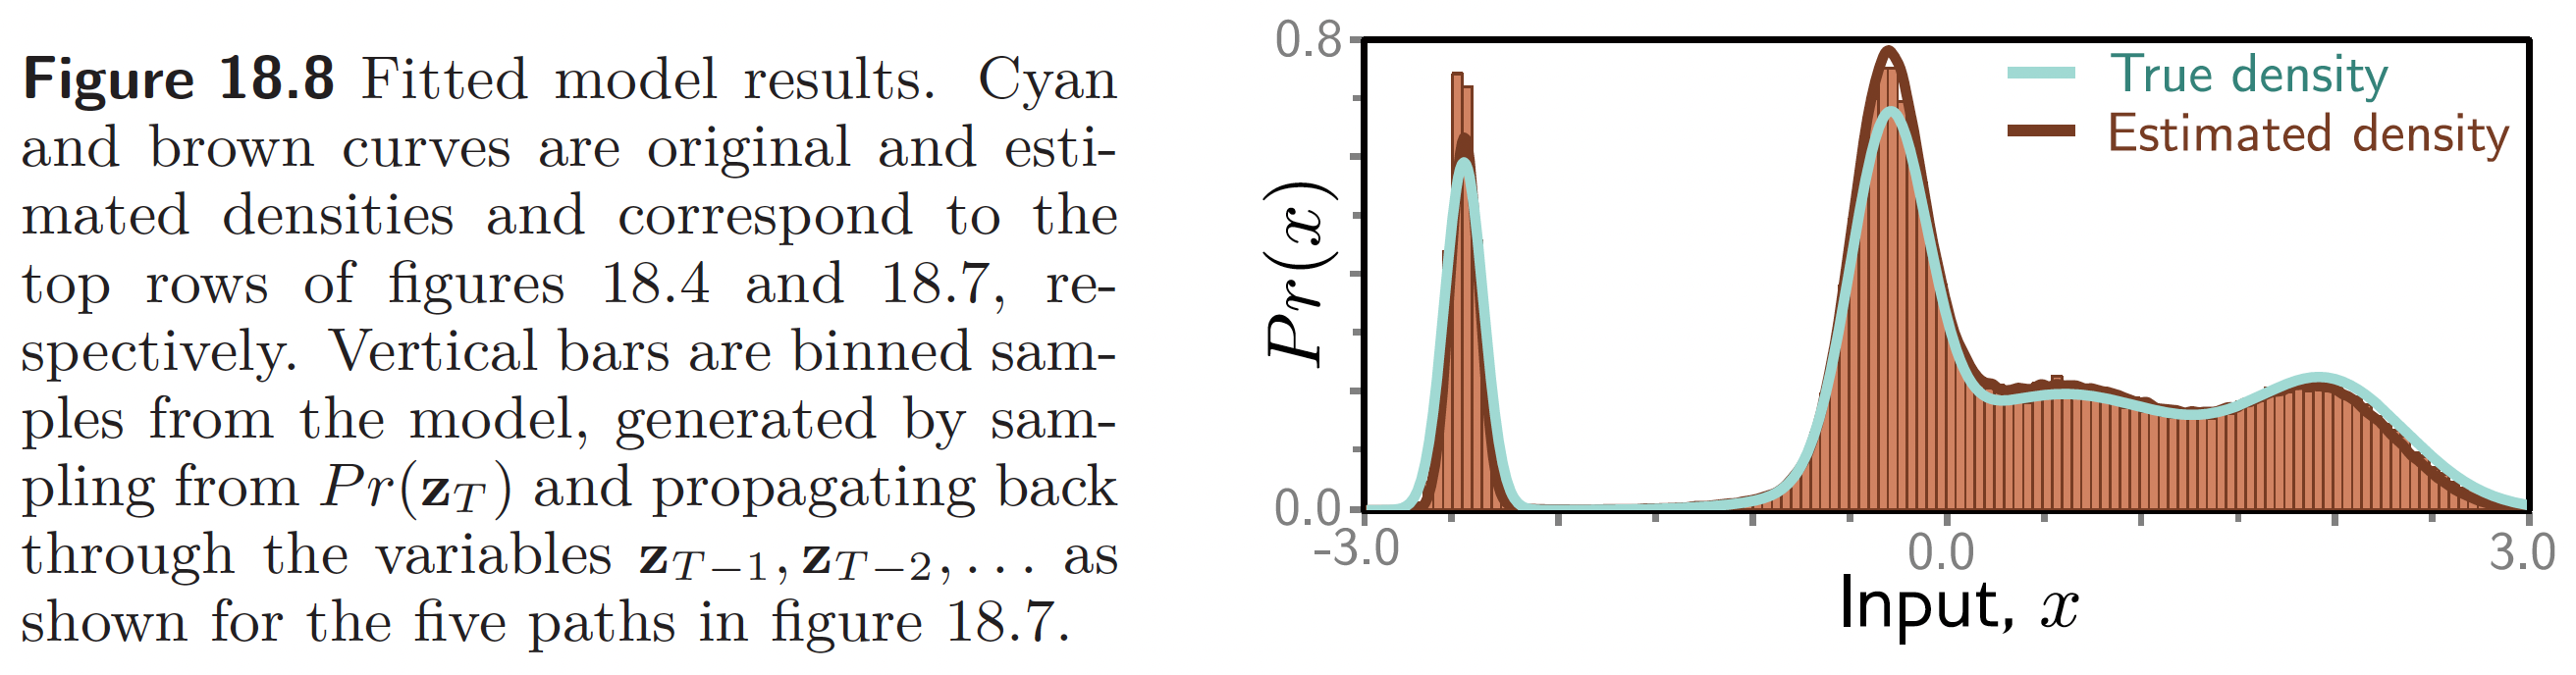 Figure 18.8 Fitted model results. Cyan
and brown curves are original and esti-
mated densities and correspond to the
top rows of figures 18.4 and 18.7, re-
spectively. Vertical bars are binned sam-
ples from the model, generated by sam-
pling from Pr(z_T) and propagating back
through the variables z_{T−1}, z_{T−2}, . . . as
shown for the five paths in figure 18.7.
0.8
True density
Estimated density
Pr(x)
0.0
-3.0
0.0
3.0
Input, x